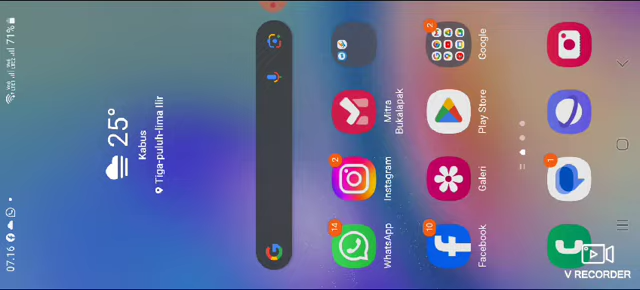 07.16
71%
25°
Kabus
Tiga-puluh-lima Ilir
14
WhatsApp
2
Instagram
Mitra
Bukalapak
10
Facebook
Galeri
Play Store
2
Google
1
V RECORDER